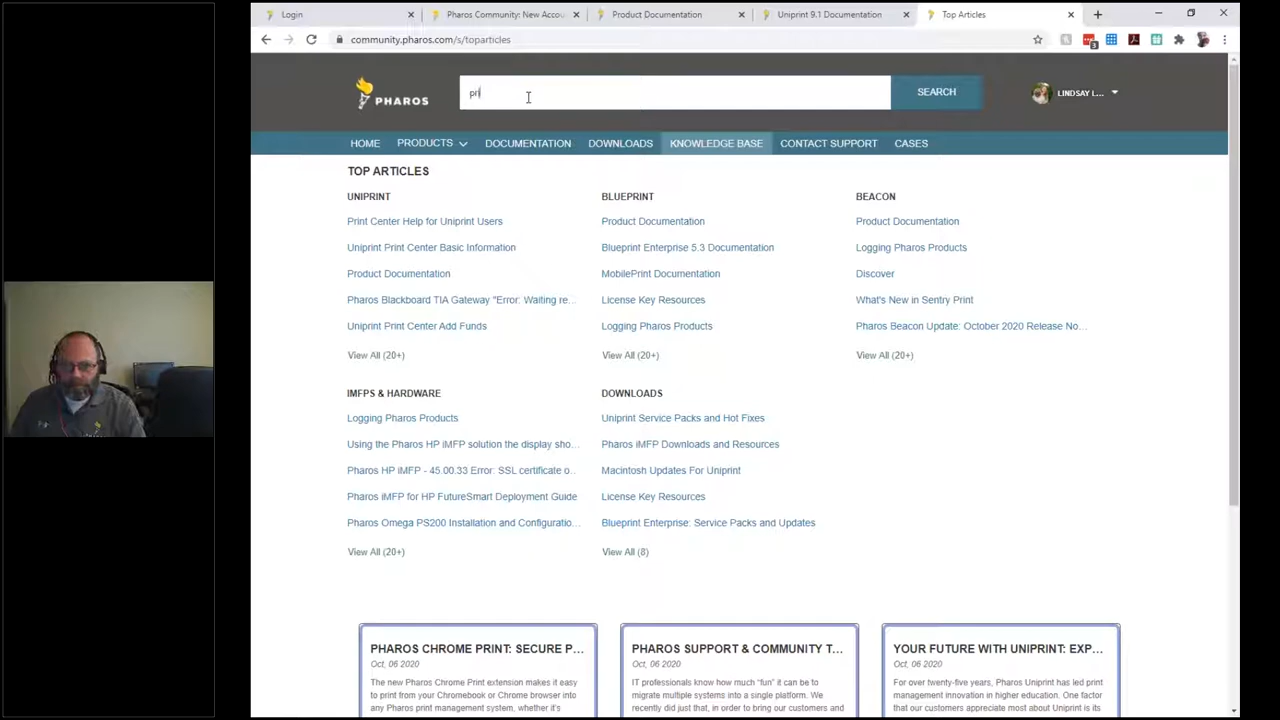 Login
Pharos Community: New Accou
Product Documentation
Uniprint 9.1 Documentation
Top Articles
community.pharos.com/s/toparticles
3
PHAROS
pri
SEARCH
LINDSAY L...
HOME
PRODUCTS
DOCUMENTATION
DOWNLOADS
KNOWLEDGE BASE
CONTACT SUPPORT
CASES
TOP ARTICLES
UNIPRINT
Print Center Help for Uniprint Users
Uniprint Print Center Basic Information
Product Documentation
Pharos Blackboard TIA Gateway "Error: Waiting re...
Uniprint Print Center Add Funds
View All (20+)
BLUEPRINT
Product Documentation
Blueprint Enterprise 5.3 Documentation
MobilePrint Documentation
License Key Resources
Logging Pharos Products
View All (20+)
BEACON
Product Documentation
Logging Pharos Products
Discover
What's New in Sentry Print
Pharos Beacon Update: October 2020 Release No...
View All (20+)
IMFPS & HARDWARE
Logging Pharos Products
Using the Pharos HP iMFP solution the display sho...
Pharos HP iMFP - 45.00.33 Error: SSL certificate o...
Pharos iMFP for HP FutureSmart Deployment Guide
Pharos Omega PS200 Installation and Configuratio...
View All (20+)
DOWNLOADS
Uniprint Service Packs and Hot Fixes
Pharos iMFP Downloads and Resources
Macintosh Updates For Uniprint
License Key Resources
Blueprint Enterprise: Service Packs and Updates
View All (8)
PHAROS CHROME PRINT: SECURE P...
Oct, 06 2020
The new Pharos Chrome Print extension makes it easy
to print from your Chromebook or Chrome browser into
any Pharos print management system, whether it's
PHAROS SUPPORT & COMMUNITY T...
Oct, 06 2020
IT professionals know how much “fun” it can be to
migrate multiple systems into a single platform. We
recently did just that, in order to bring our customers and
YOUR FUTURE WITH UNIPRINT: EXP...
Oct, 06 2020
For over twenty-five years, Pharos Uniprint has led print
management innovation in higher education. One factor
that our customers appreciate most about Uniprint is its